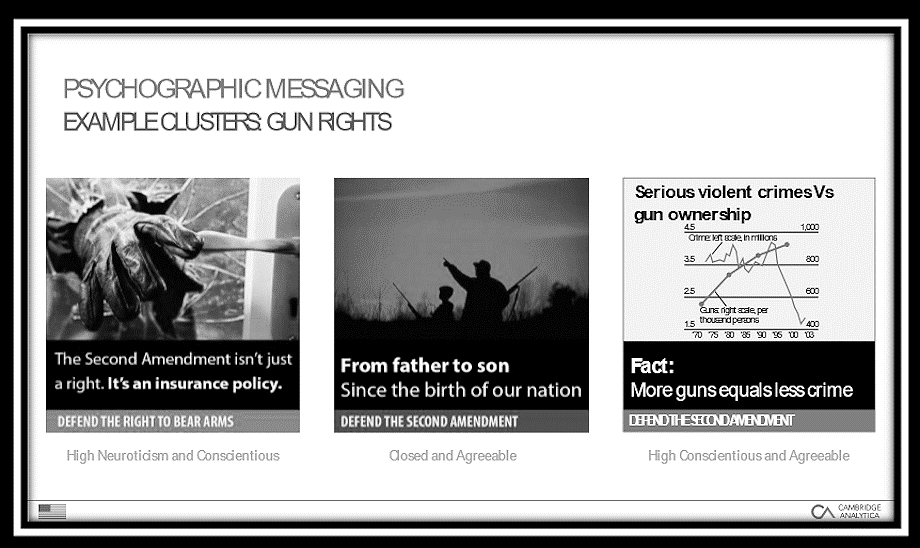 PSYCHOGRAPHIC MESSAGING
EXAMPLE CLUSTERS: GUN RIGHTS
The Second Amendment isn't just
a right. It's an insurance policy.
DEFEND THE RIGHT TO BEAR ARMS
High Neuroticism and Conscientious
From father to son
Since the birth of our nation
DEFEND THE SECOND AMENDMENT
Closed and Agreeable
Serious violent crimes Vs
gun ownership
4.5 1,000
Crime: left scale, in millions
3.5 800
2.5 600
Guns: right scale, per
thousand persons
1.5 400
'70 '75 '80 '85 '90 '95 '00 '03
Fact:
More guns equals less crime
DEFEND THE SECOND AMENDMENT
High Conscientious and Agreeable
CA CAMBRIDGE
ANALYTICA